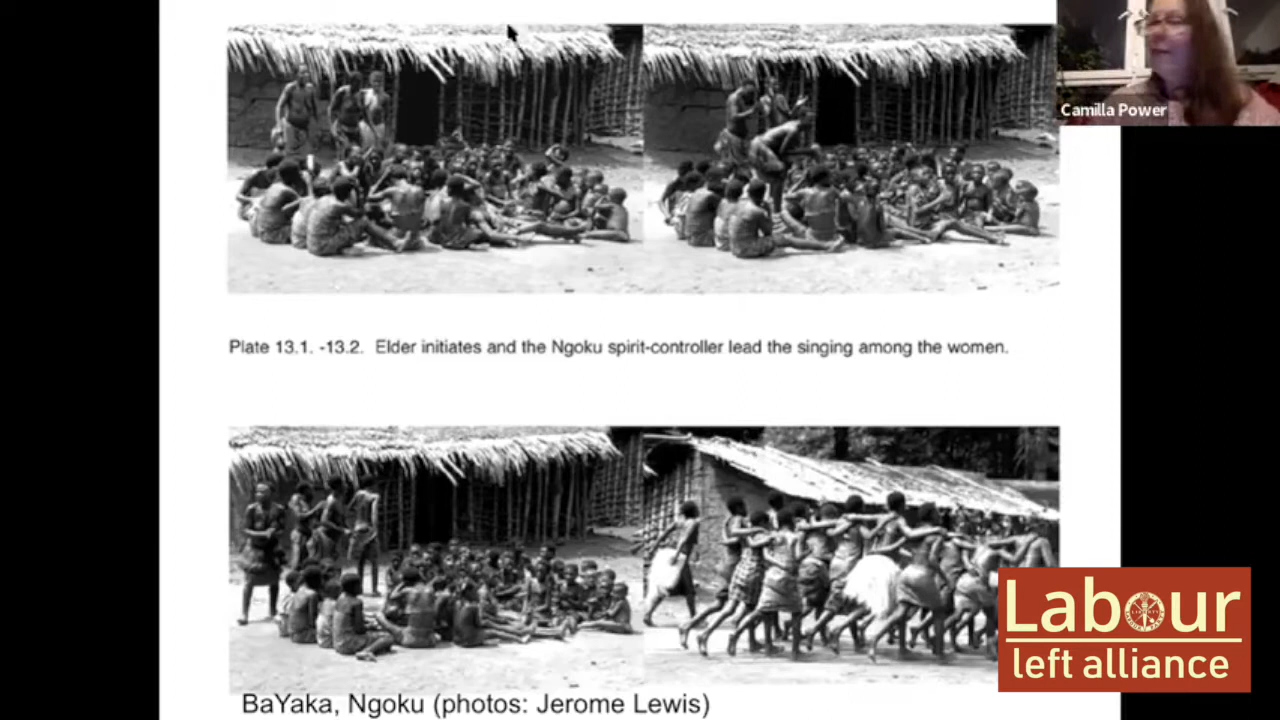 Camilla Power
Plate 13.1. -13.2. Elder initiates and the Ngoku spirit-controller lead the singing among the women.
Labour
left alliance
BaYaka, Ngoku (photos: Jerome Lewis)